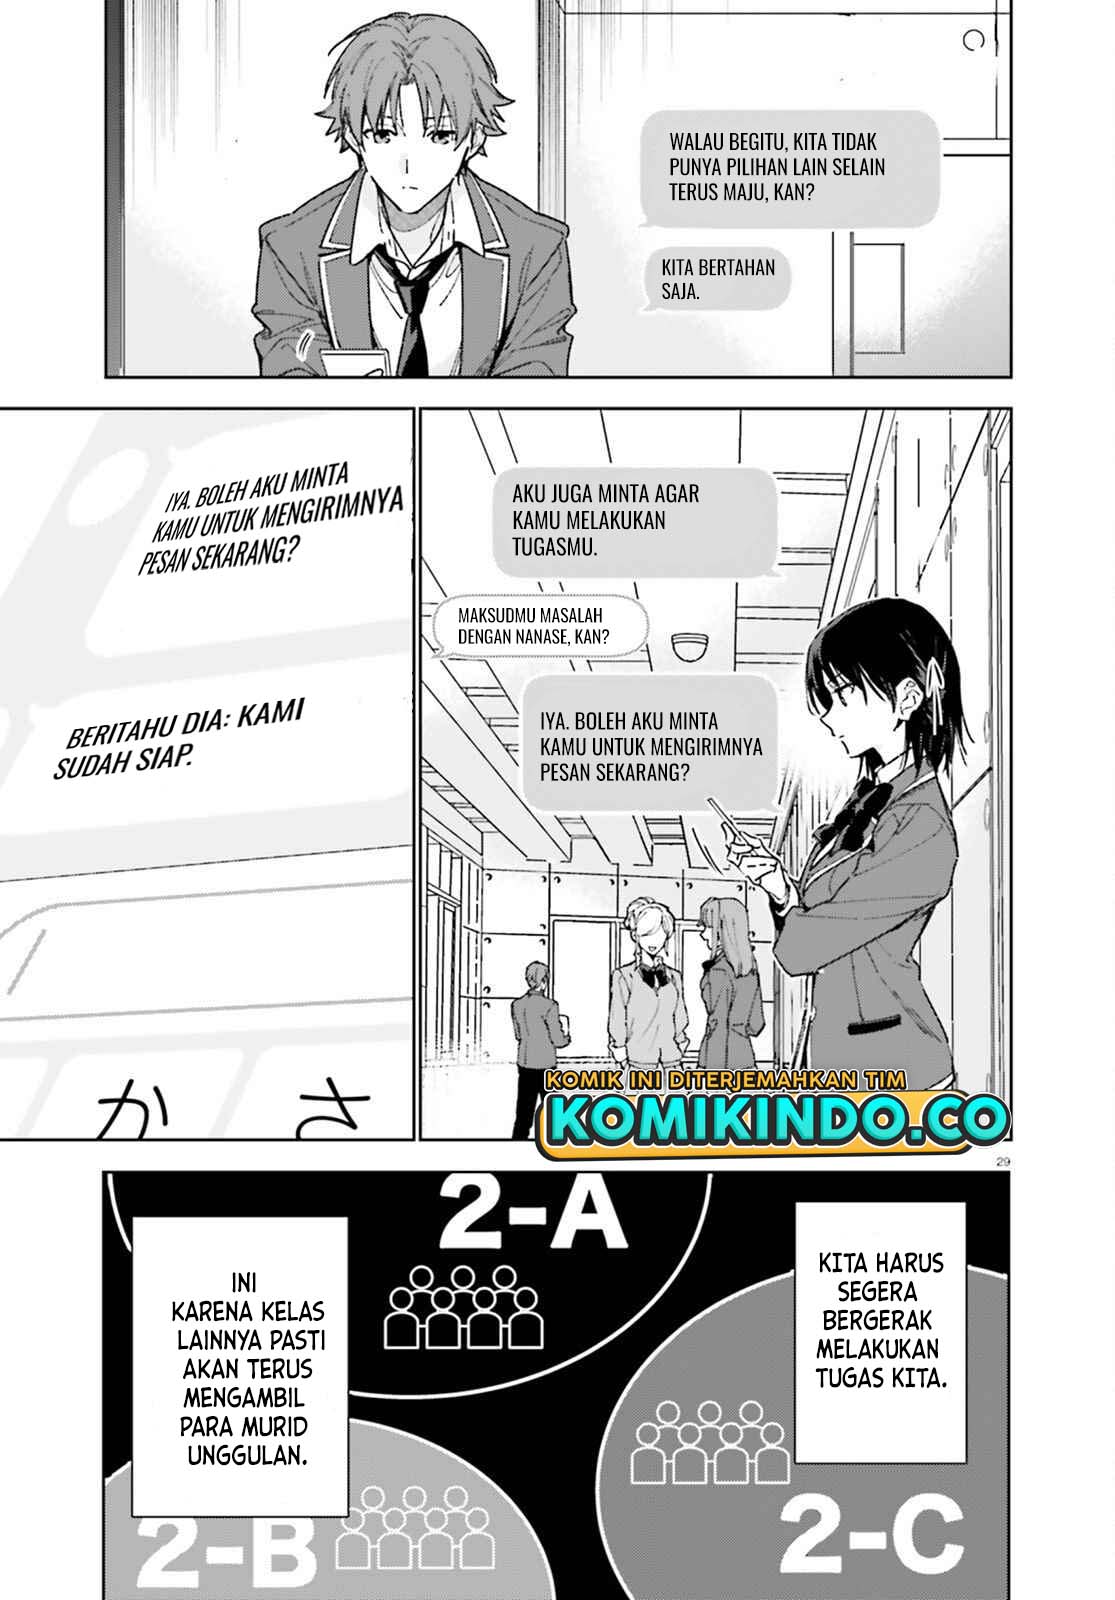 WALAU BEGITU, KITA TIDAK
PUNYA PILIHAN LAIN SELAIN
TERUS MAJU, KAN?
KITA BERTAHAN
SAJA.
AKU JUGA MINTA AGAR
KAMU MELAKUKAN
TUGASMU.
MAKSUDMU MASALAH
DENGAN NANASE, KAN?
IYA. BOLEH AKU MINTA
KAMU UNTUK MENGIRIMNYA
PESAN SEKARANG?
IYA. BOLEH AKU MINTA
KAMU UNTUK MENGIRIMNYA
PESAN SEKARANG?
BERITAHU DIA: KAMI
SUDAH SIAP.
か さ
KOMIK INI DITERJEMAHKAN TIM
KOMIKINDO.CO
29
2-A
KITA HARUS
SEGERA
BERGERAK
MELAKUKAN
TUGAS KITA.
INI
KARENA KELAS
LAINNYA PASTI
AKAN TERUS
MENGAMBIL
PARA MURID
UNGGULAN.
2-C
2-B